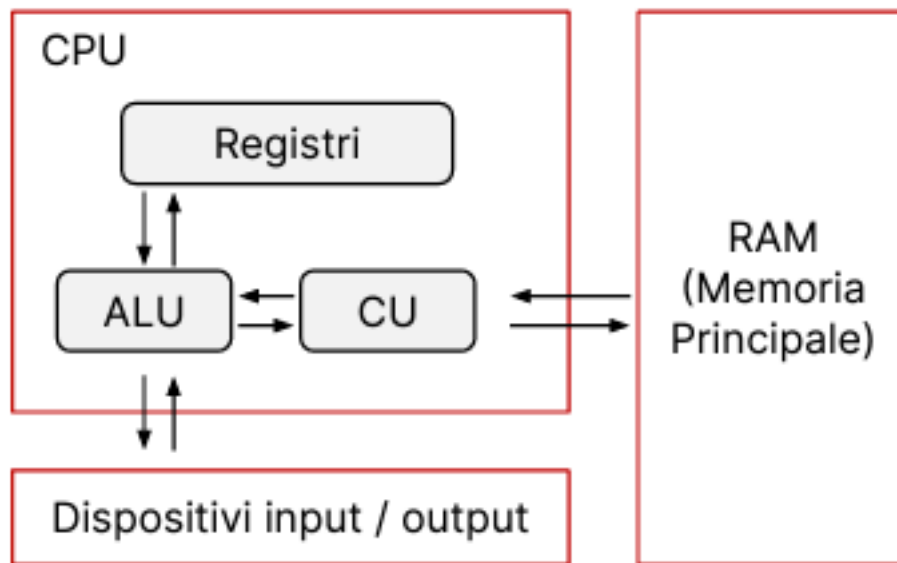 CPU
Registri
ALU
CU
RAM
(Memoria
Principale)
Dispositivi input / output